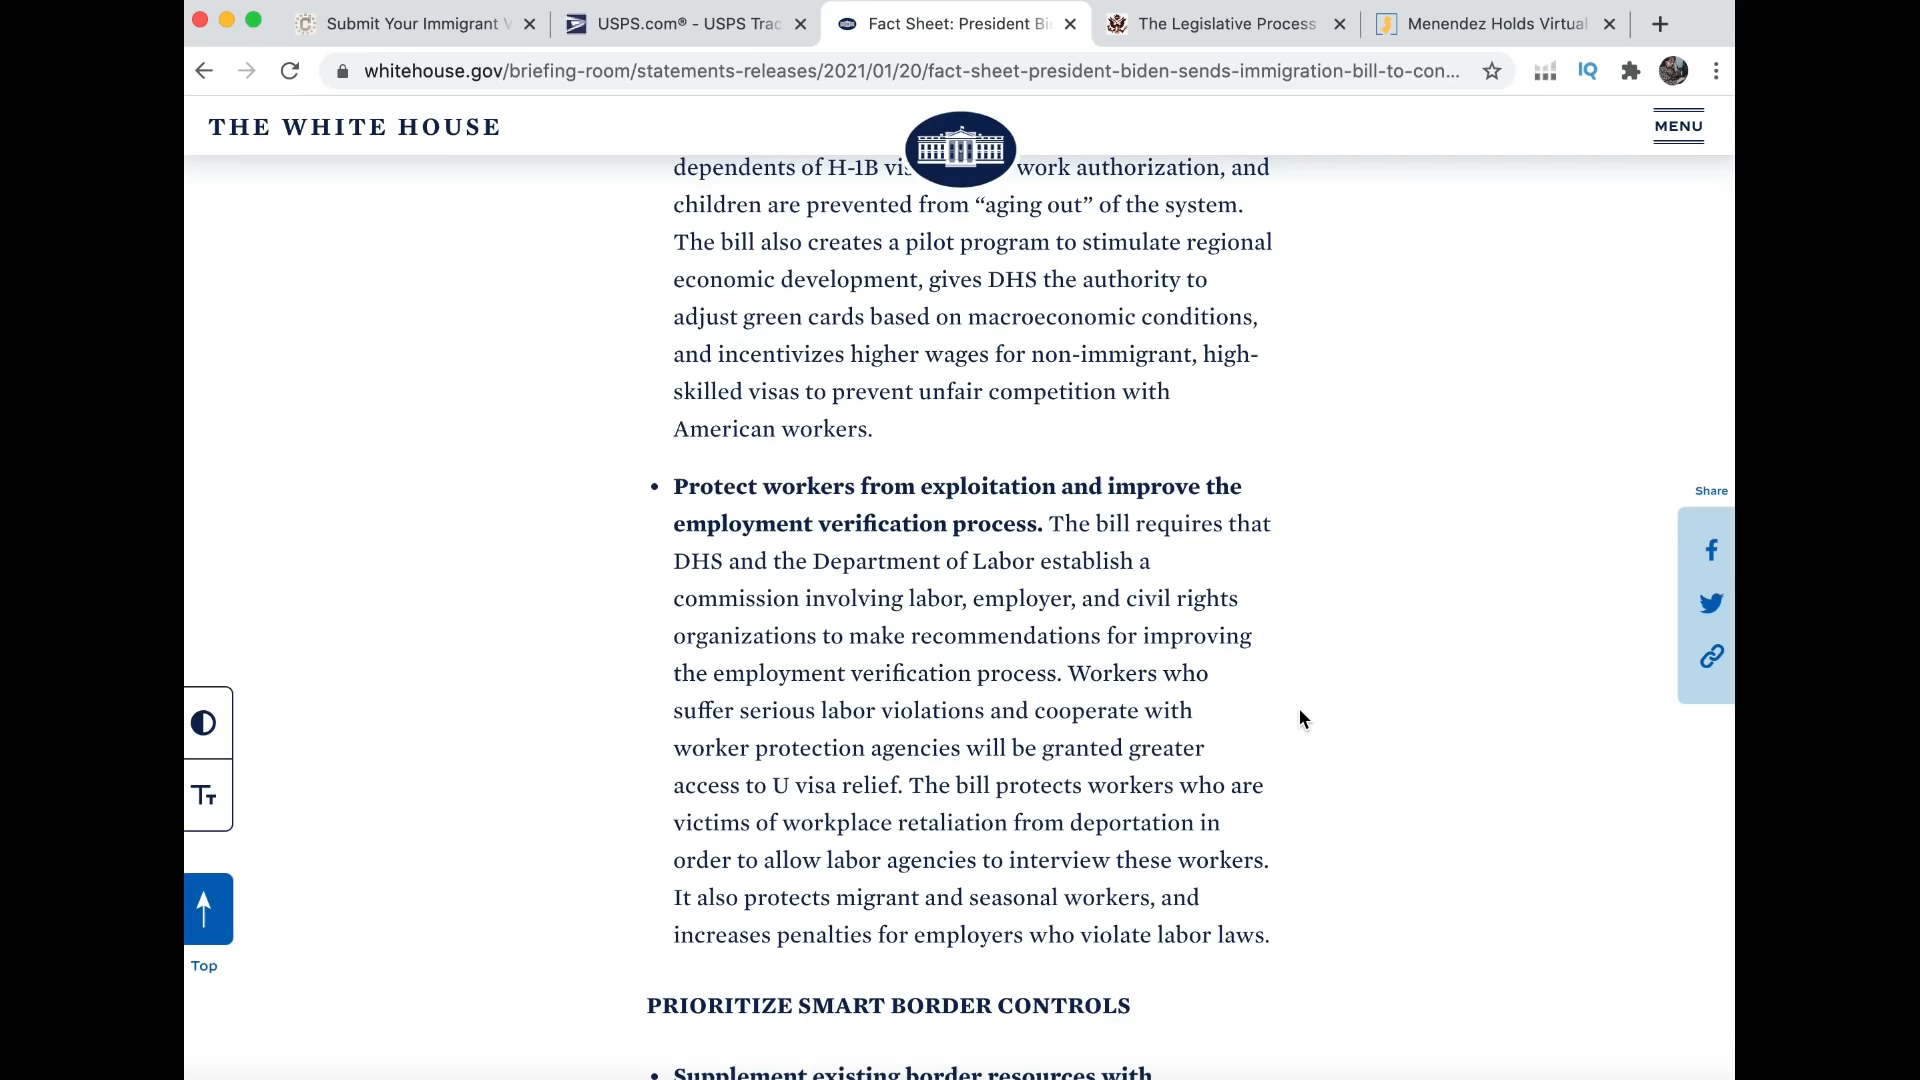 Submit Your Immigrant V
USPS.com® - USPS Trac
Fact Sheet: President Bi
The Legislative Process
Menendez Holds Virtual
whitehouse.gov/briefing-room/statements-releases/2021/01/20/fact-sheet-president-biden-sends-immigration-bill-to-con...
IQ
THE WHITE HOUSE
MENU
dependents of H-1B vis work authorization, and
children are prevented from “aging out” of the system.
The bill also creates a pilot program to stimulate regional
economic development, gives DHS the authority to
adjust green cards based on macroeconomic conditions,
and incentivizes higher wages for non-immigrant, high-
skilled visas to prevent unfair competition with
American workers.
• Protect workers from exploitation and improve the
employment verification process. The bill requires that
DHS and the Department of Labor establish a
commission involving labor, employer, and civil rights
organizations to make recommendations for improving
the employment verification process. Workers who
suffer serious labor violations and cooperate with
worker protection agencies will be granted greater
access to U visa relief. The bill protects workers who are
victims of workplace retaliation from deportation in
order to allow labor agencies to interview these workers.
It also protects migrant and seasonal workers, and
increases penalties for employers who violate labor laws.
PRIORITIZE SMART BORDER CONTROLS
• Supplement existing border resources with
Share
Tт
Top